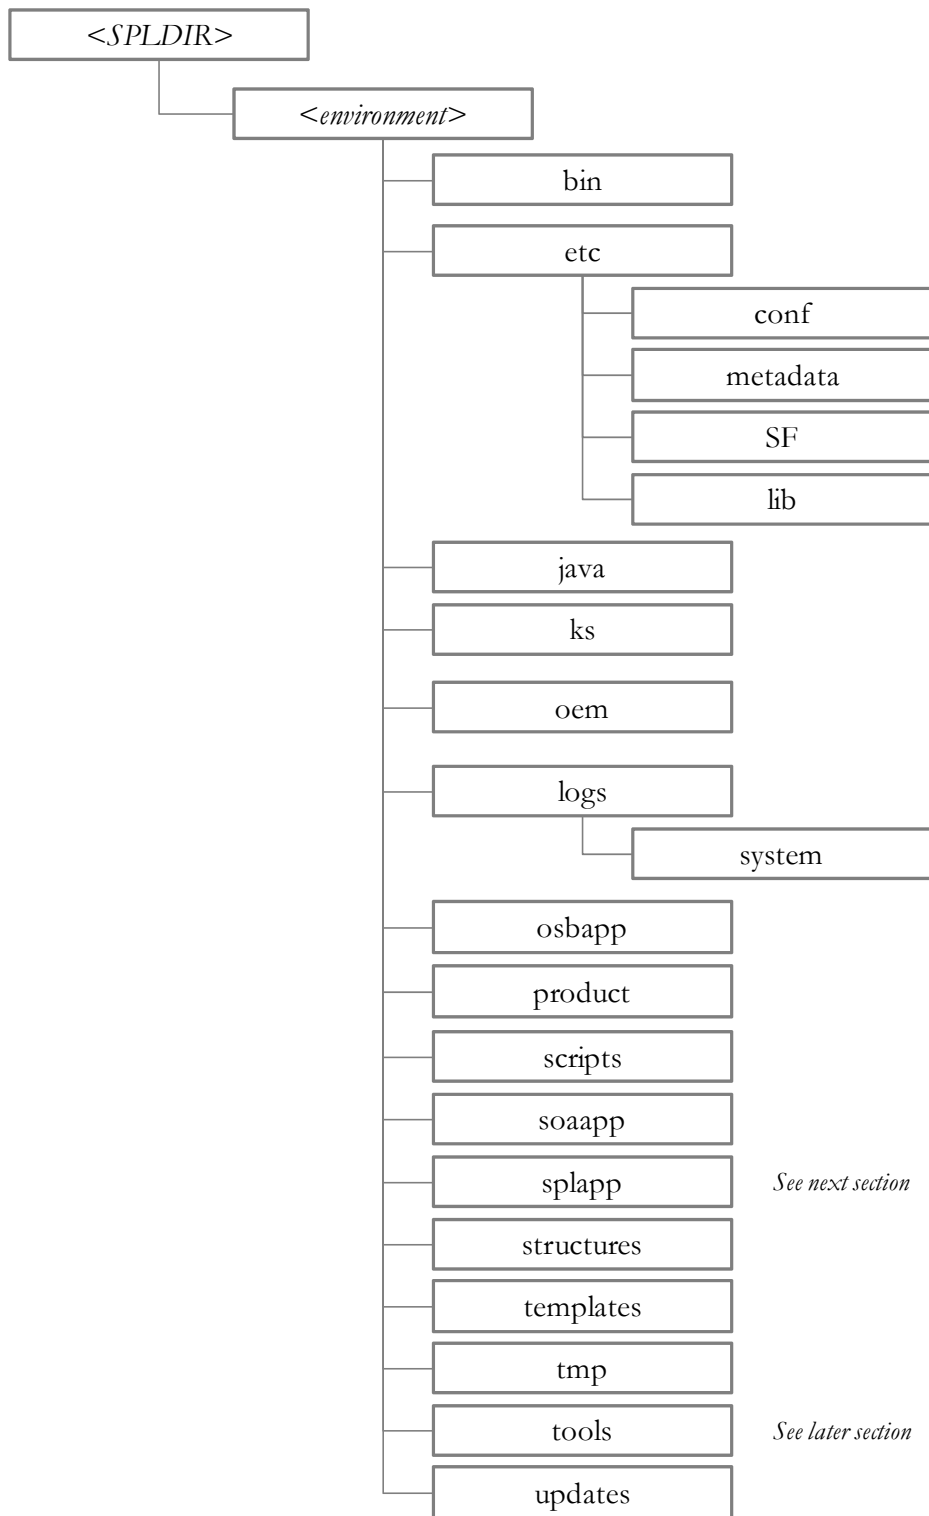 <SPLDIR>
<environment>
bin
etc
conf
metadata
SF
lib
java
ks
oem
logs
system
osbapp
product
scripts
soaapp
splapp See next section
structures
templates
tmp
tools See later section
updates